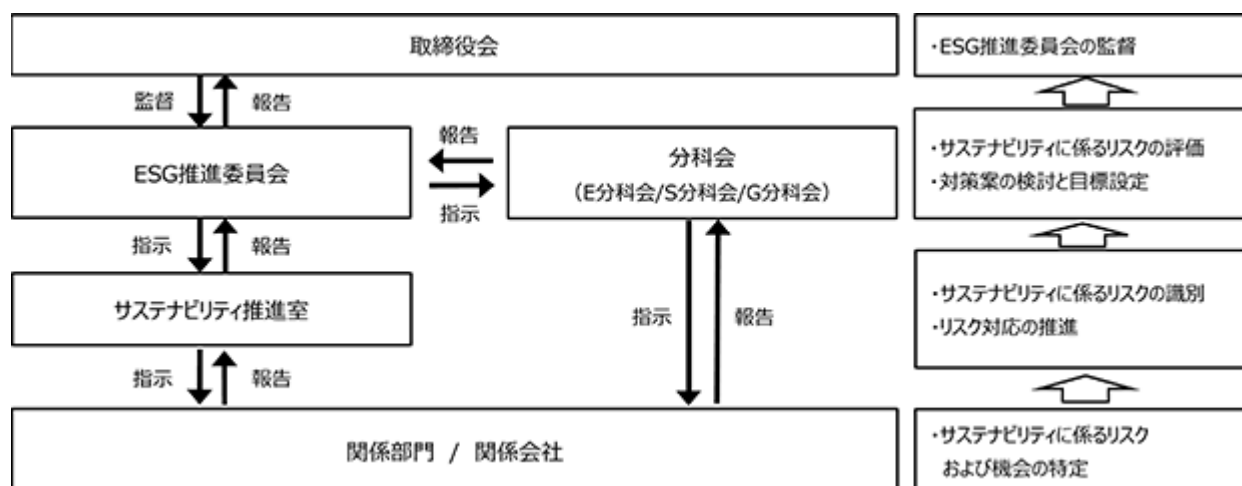 取締役会
・ESG推進委員会の監督
監督
報告
ESG推進委員会
報告
指示
分科会
（E分科会/S分科会/G分科会）
・サステナビリティに係るリスクの評価
・対策案の検討と目標設定
指示
報告
サステナビリティ推進室
指示
報告
・サステナビリティに係るリスクの識別
・リスク対応の推進
指示
報告
関係部門 / 関係会社
・サステナビリティに係るリスク
および機会の特定